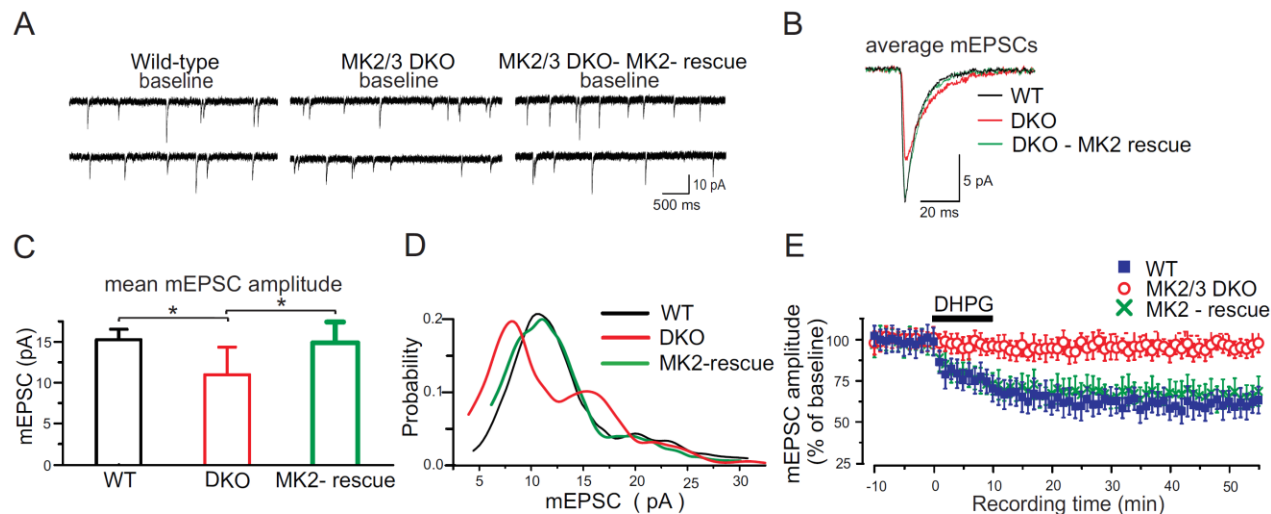 A
Wild-type
baseline
MK2/3 DKO
baseline
MK2/3 DKO- MK2- rescue
baseline
10 pA
500 ms
B
average mEPSCs
WT
DKO
DKO - MK2 rescue
5 pA
20 ms
C
mean mEPSC amplitude
*
*
mEPSC (pA)
15
10
5
0
WT
DKO
MK2- rescue
D
WT
DKO
MK2-rescue
Probability
0.2
0.1
0.0
5
10
15
20
25
30
mEPSC ( pA )
E
WT
MK2/3 DKO
MK2 - rescue
DHPG
mEPSC amplitude
(% of baseline)
100
75
50
25
-10
0
10
20
30
40
50
Recording time (min)